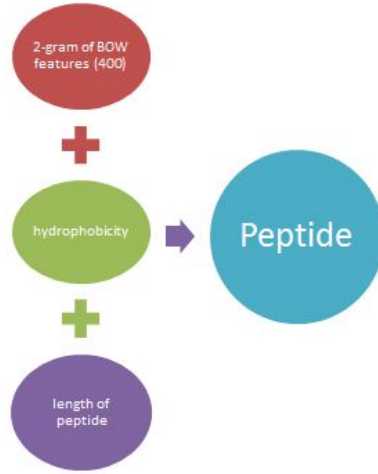 2-gram of BOW
features (400)
hydrophobicity
Peptide
length of
peptide